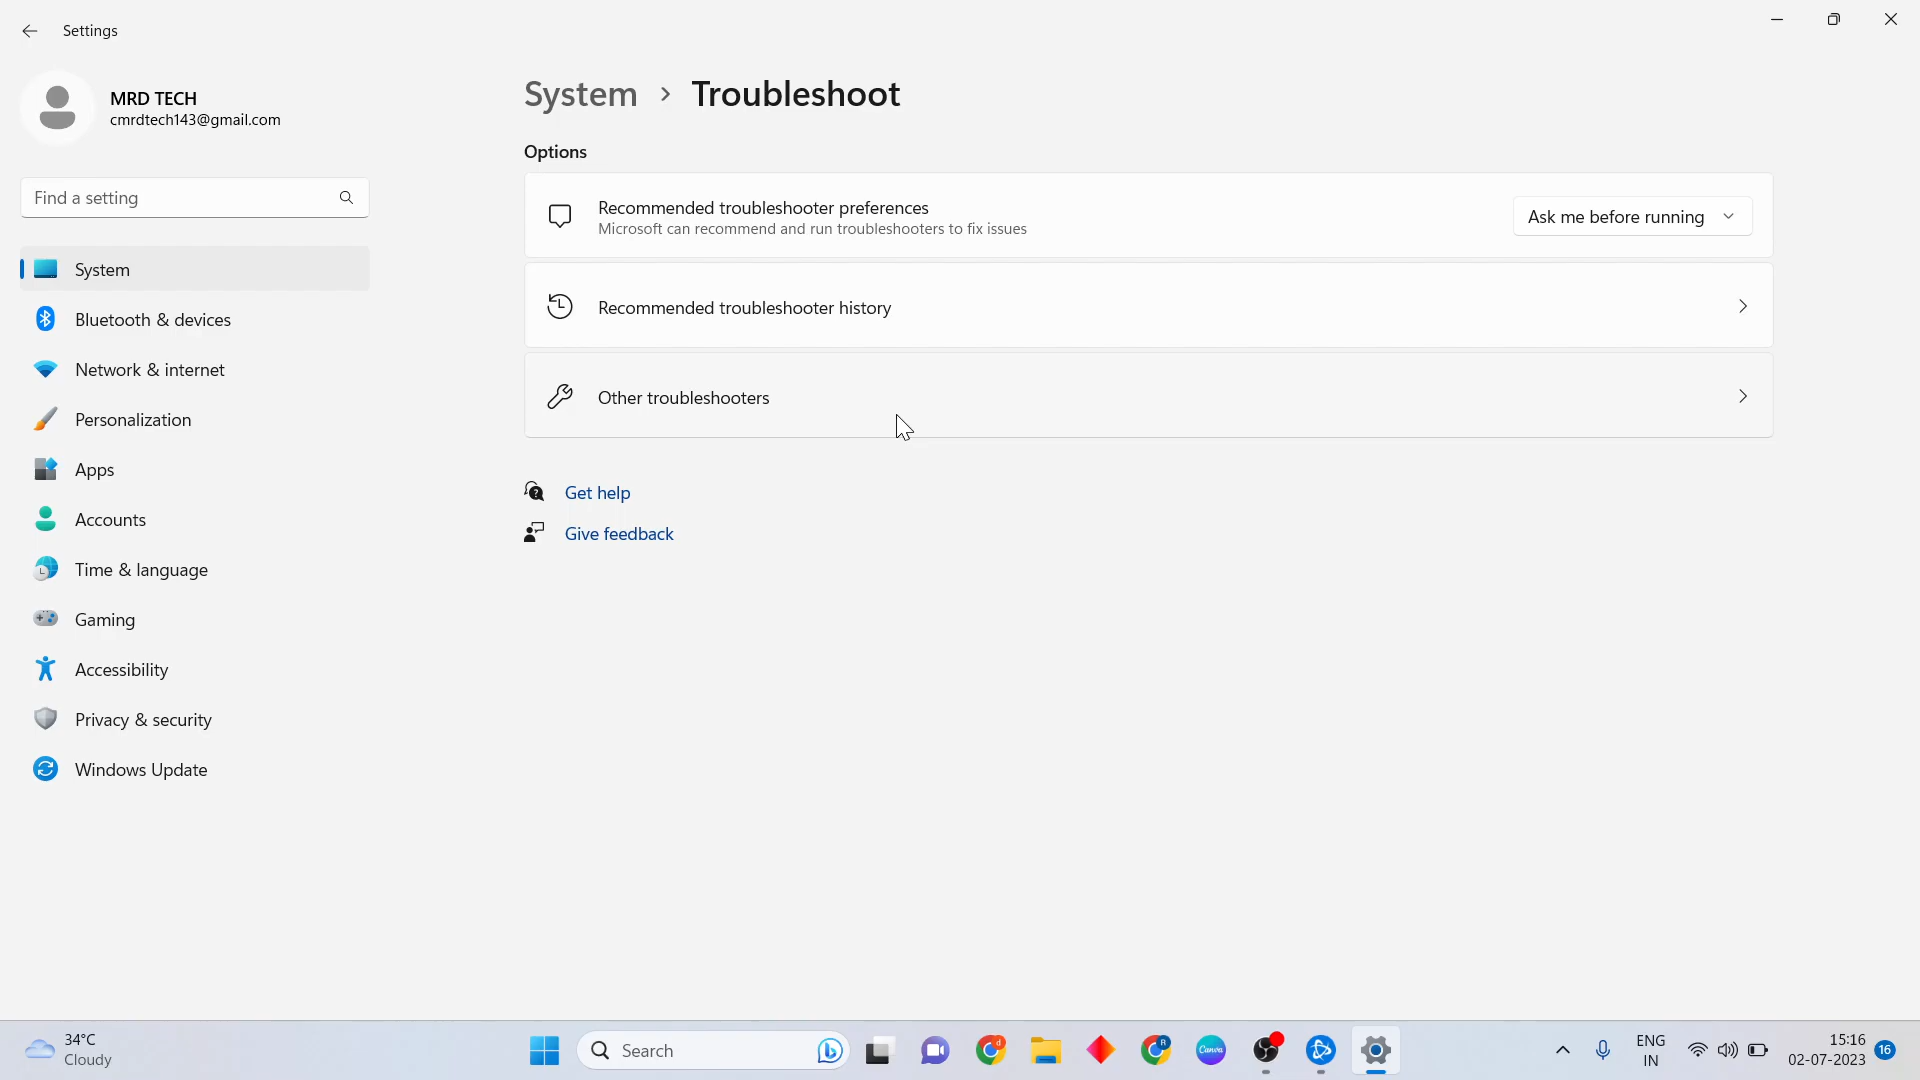 Settings
MRD TECH
cmrdtech143@gmail.com
Find a setting
System
Bluetooth & devices
Network & internet
Personalization
Apps
Accounts
Time & language
Gaming
Accessibility
Privacy & security
Windows Update
System > Troubleshoot
Options
Recommended troubleshooter preferences
Microsoft can recommend and run troubleshooters to fix issues
Ask me before running
Recommended troubleshooter history
Other troubleshooters
Get help
Give feedback
34°C
Cloudy
Search
d
R
Canva
ENG
IN
15:16
02-07-2023
16